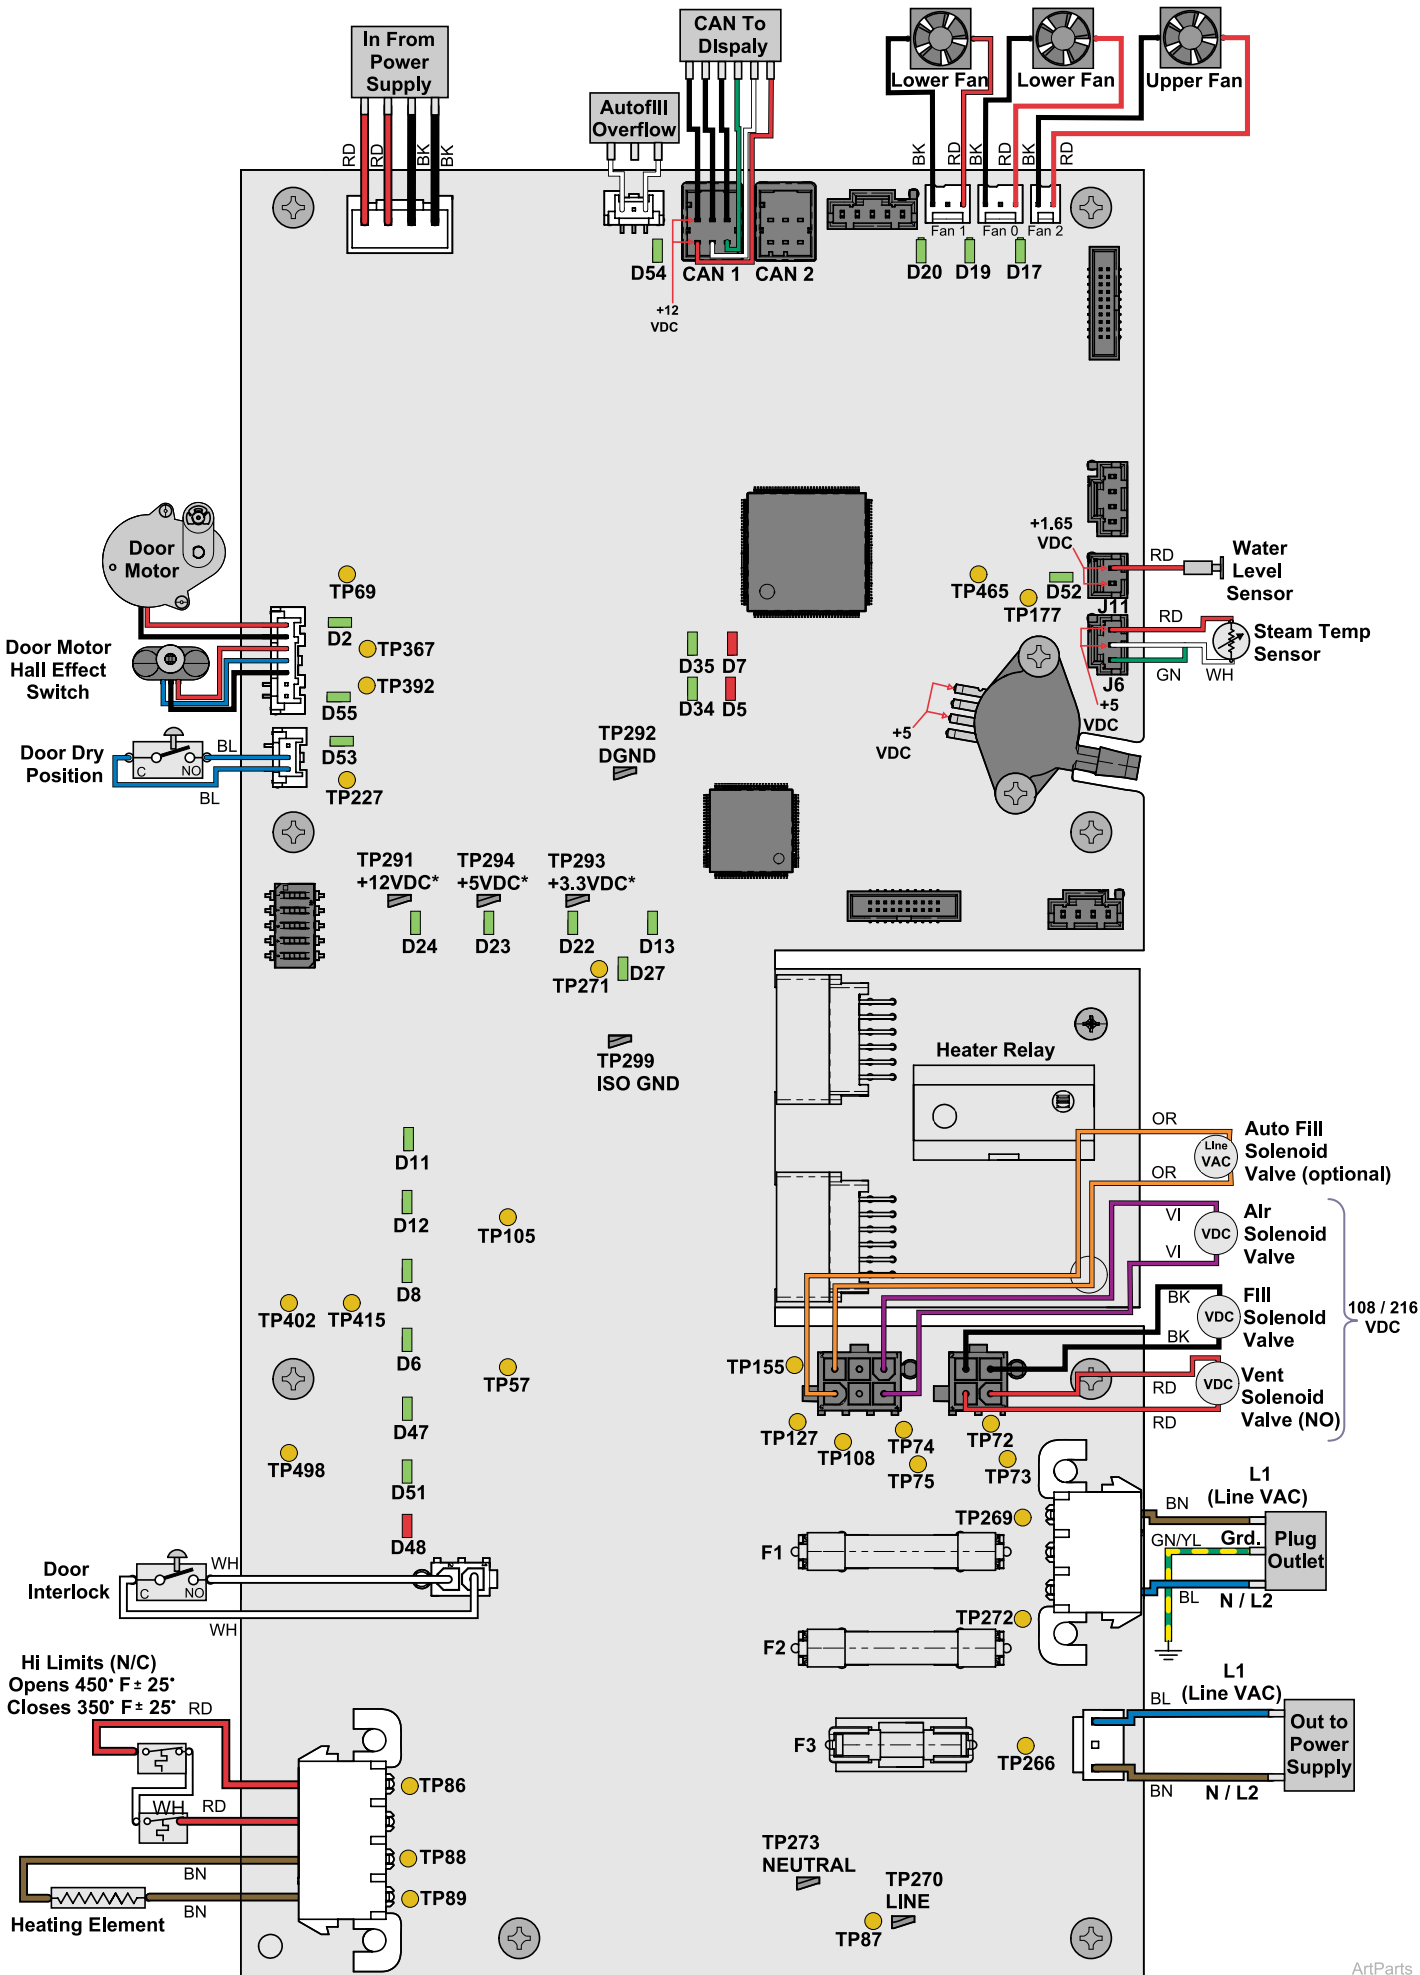 In From
Power
Supply
CAN To
DIspaly
AutofIll
Overflow
Lower Fan
Lower Fan
Upper Fan
RD
RD
BK
BK
BK
RD
BK
RD
BK
RD
Fan 1
Fan 0
Fan 2
D54
CAN 1
CAN 2
D20
D19
D17
+12
VDC
Door
Motor
TP69
D2
Door Motor
Hall Effect
Switch
TP367
TP392
D55
Door Dry
Position
C
NO
BL
BL
D53
TP227
+1.65
VDC
TP465
D52
TP177
J11
RD
Water
Level
Sensor
RD
Steam Temp
Sensor
GN
WH
J6
+5
VDC
D35
D7
D34
D5
+5
VDC
TP292
DGND
TP291
+12VDC*
TP294
+5VDC*
TP293
+3.3VDC*
D24
D23
D22
D13
TP271
D27
TP299
ISO GND
Heater Relay
OR
OR
LIne
VAC
Auto Fill
Solenoid
Valve (optional)
D11
D12
TP105
VI
VI
VDC
AIr
Solenoid
Valve
D8
TP402
TP415
BK
BK
VDC
FIll
Solenold
Valve
108 / 216
VDC
D6
TP57
TP155
RD
RD
VDC
Vent
Solenoid
Valve (NO)
D47
TP127
TP108
TP74
TP75
TP72
TP73
TP498
D51
D48
L1
(Line VAC)
BN
GN/YL
Grd.
Plug
Outlet
BL
N / L2
TP269
F1
Door
Interlock
C
NO
WH
WH
TP272
F2
Hi Limits (N/C)
Opens 450° F ± 25°
Closes 350° F ± 25°
RD
WH
RD
L1
(Line VAC)
BL
Out to
Power
Supply
BN
N / L2
F3
TP266
TP86
TP88
TP89
BN
BN
Heating Element
TP273
NEUTRAL
TP270
LINE
TP87
ArtParts